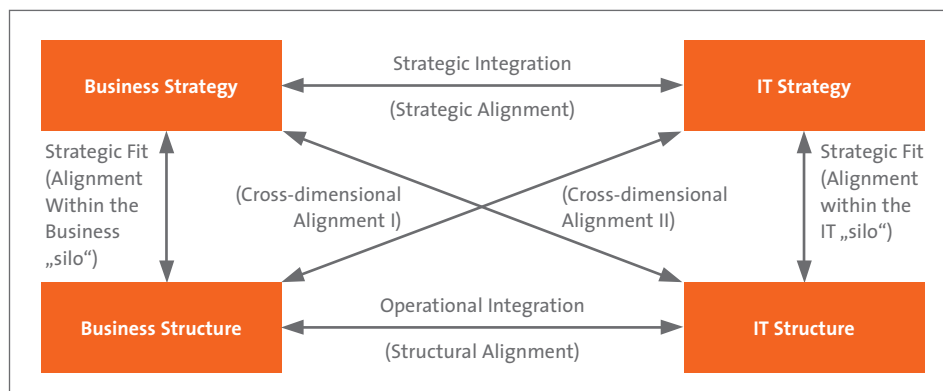 Business Strategy
Strategic Integration
(Strategic Alignment)
IT Strategy
Strategic Fit
(Alignment
Within the
Business
„silo“)
(Cross-dimensional
Alignment I)
(Cross-dimensional
Alignment II)
Strategic Fit
(Alignment
within the
IT „silo“)
Business Structure
Operational Integration
(Structural Alignment)
IT Structure